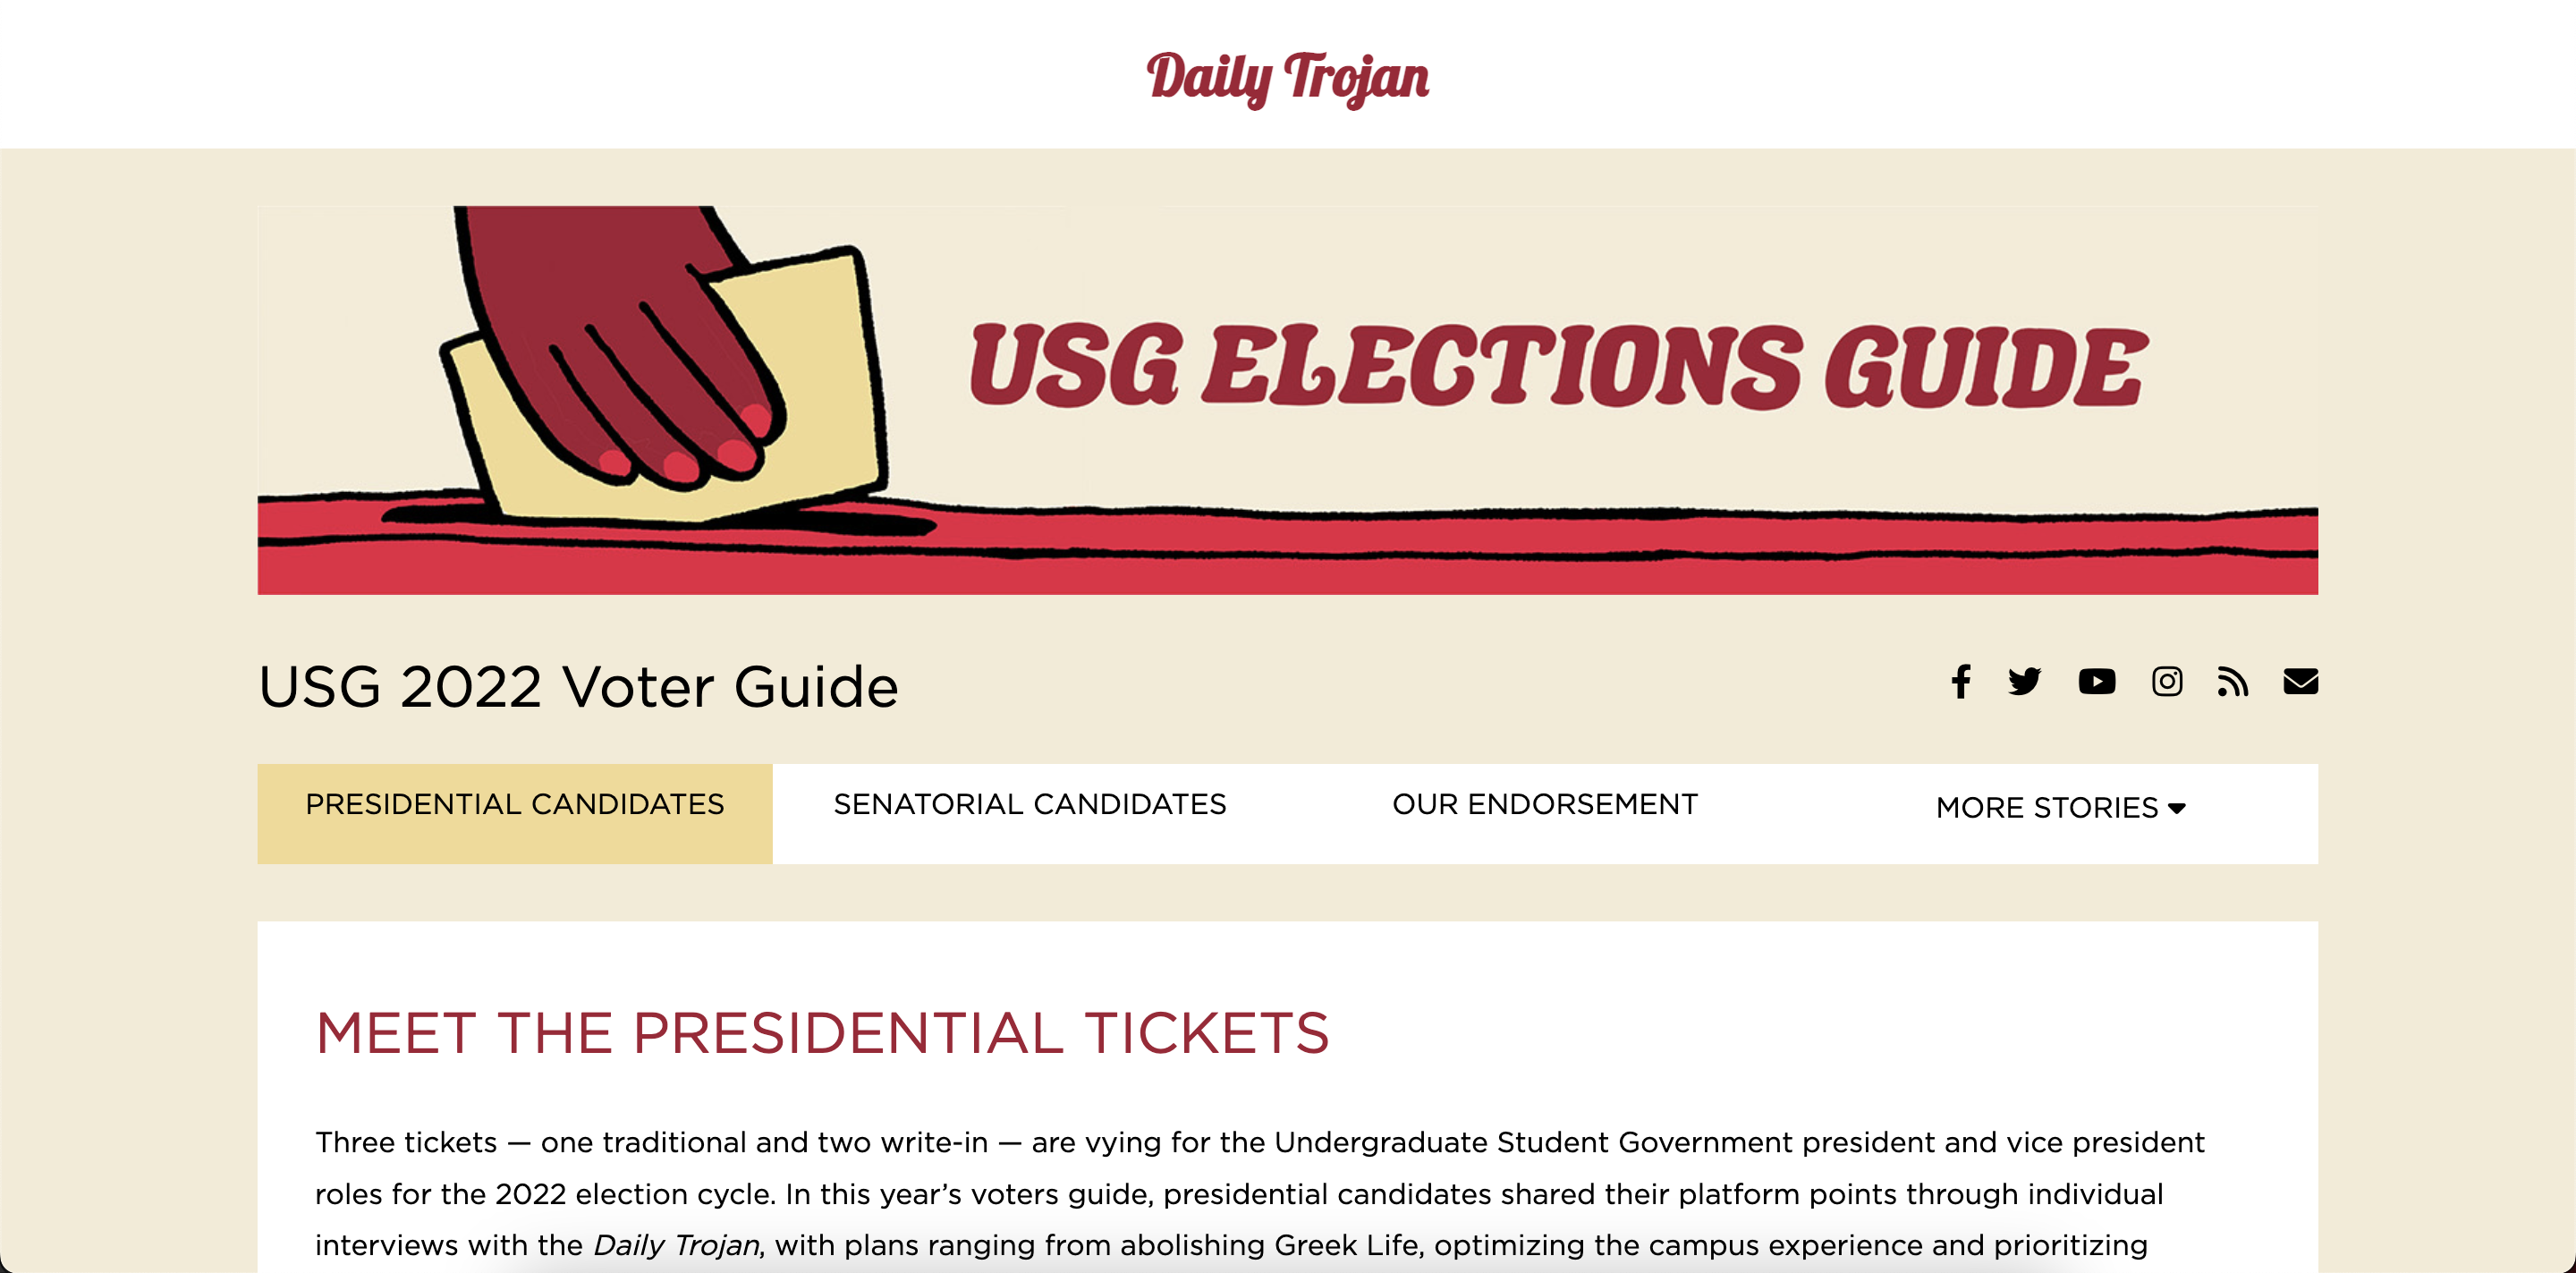 Daily Trojan
USG ELECTIONS GUIDE
USG 2022 Voter Guide
PRESIDENTIAL CANDIDATES
SENATORIAL CANDIDATES
OUR ENDORSEMENT
MORE STORIES
MEET THE PRESIDENTIAL TICKETS
Three tickets — one traditional and two write-in — are vying for the Undergraduate Student Government president and vice president
roles for the 2022 election cycle. In this year’s voters guide, presidential candidates shared their platform points through individual
interviews with the Daily Trojan, with plans ranging from abolishing Greek Life, optimizing the campus experience and prioritizing